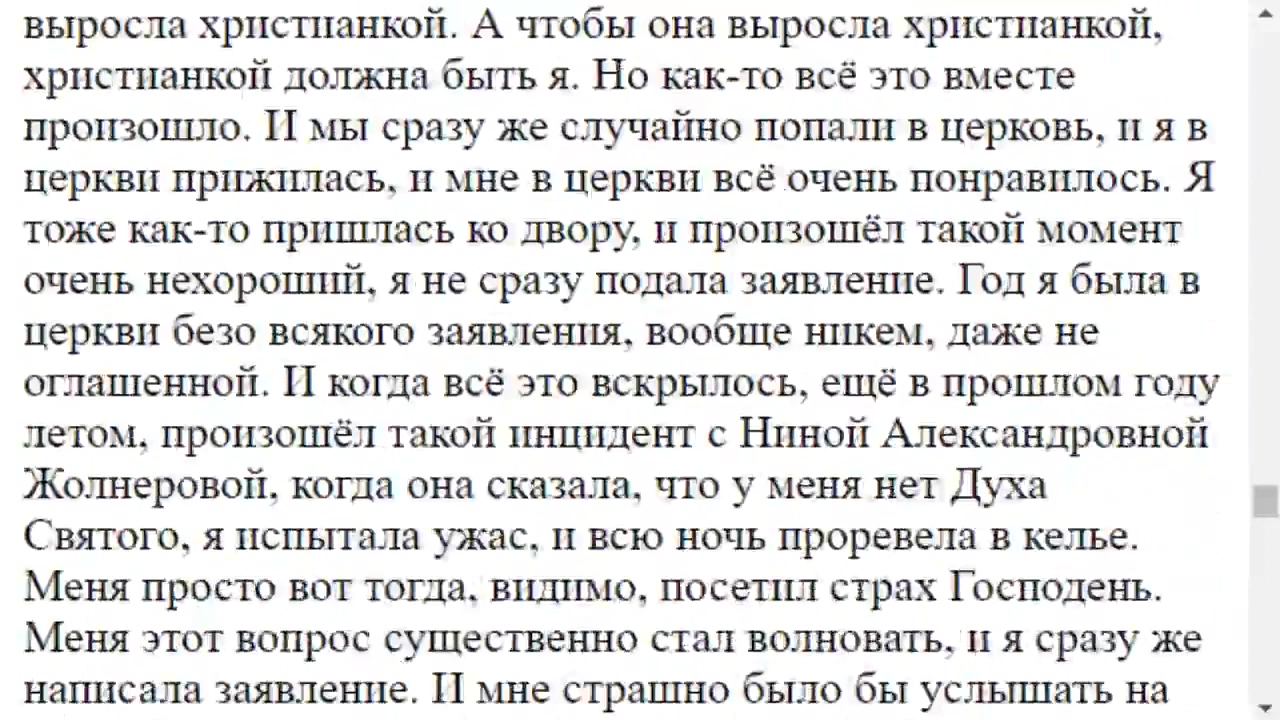 выросла христианкой. А чтобы она выросла христианкой,
христианкой должна быть я. Но как-то всё это вместе
произошло. И мы сразу же случайно попали в церковь, и я в
церкви прижилась, и мне в церкви всё очень понравилось. Я
тоже как-то пришлась ко двору, и произошёл такой момент
очень нехороший, я не сразу подала заявление. Год я была в
церкви безо всякого заявления, вообще никем, даже не
оглашенной. И когда всё это вскрылось, ещё в прошлом году
летом, произошёл такой инцидент с Ниной Александровной
Жолнеровой, когда она сказала, что у меня нет Духа
Святого, я испытала ужас, и всю ночь проревела в келье.
Меня просто вот тогда, видимо, посетил страх Господень.
Меня этот вопрос существенно стал волновать, и я сразу же
написала заявление. И мне страшно было бы услышать на